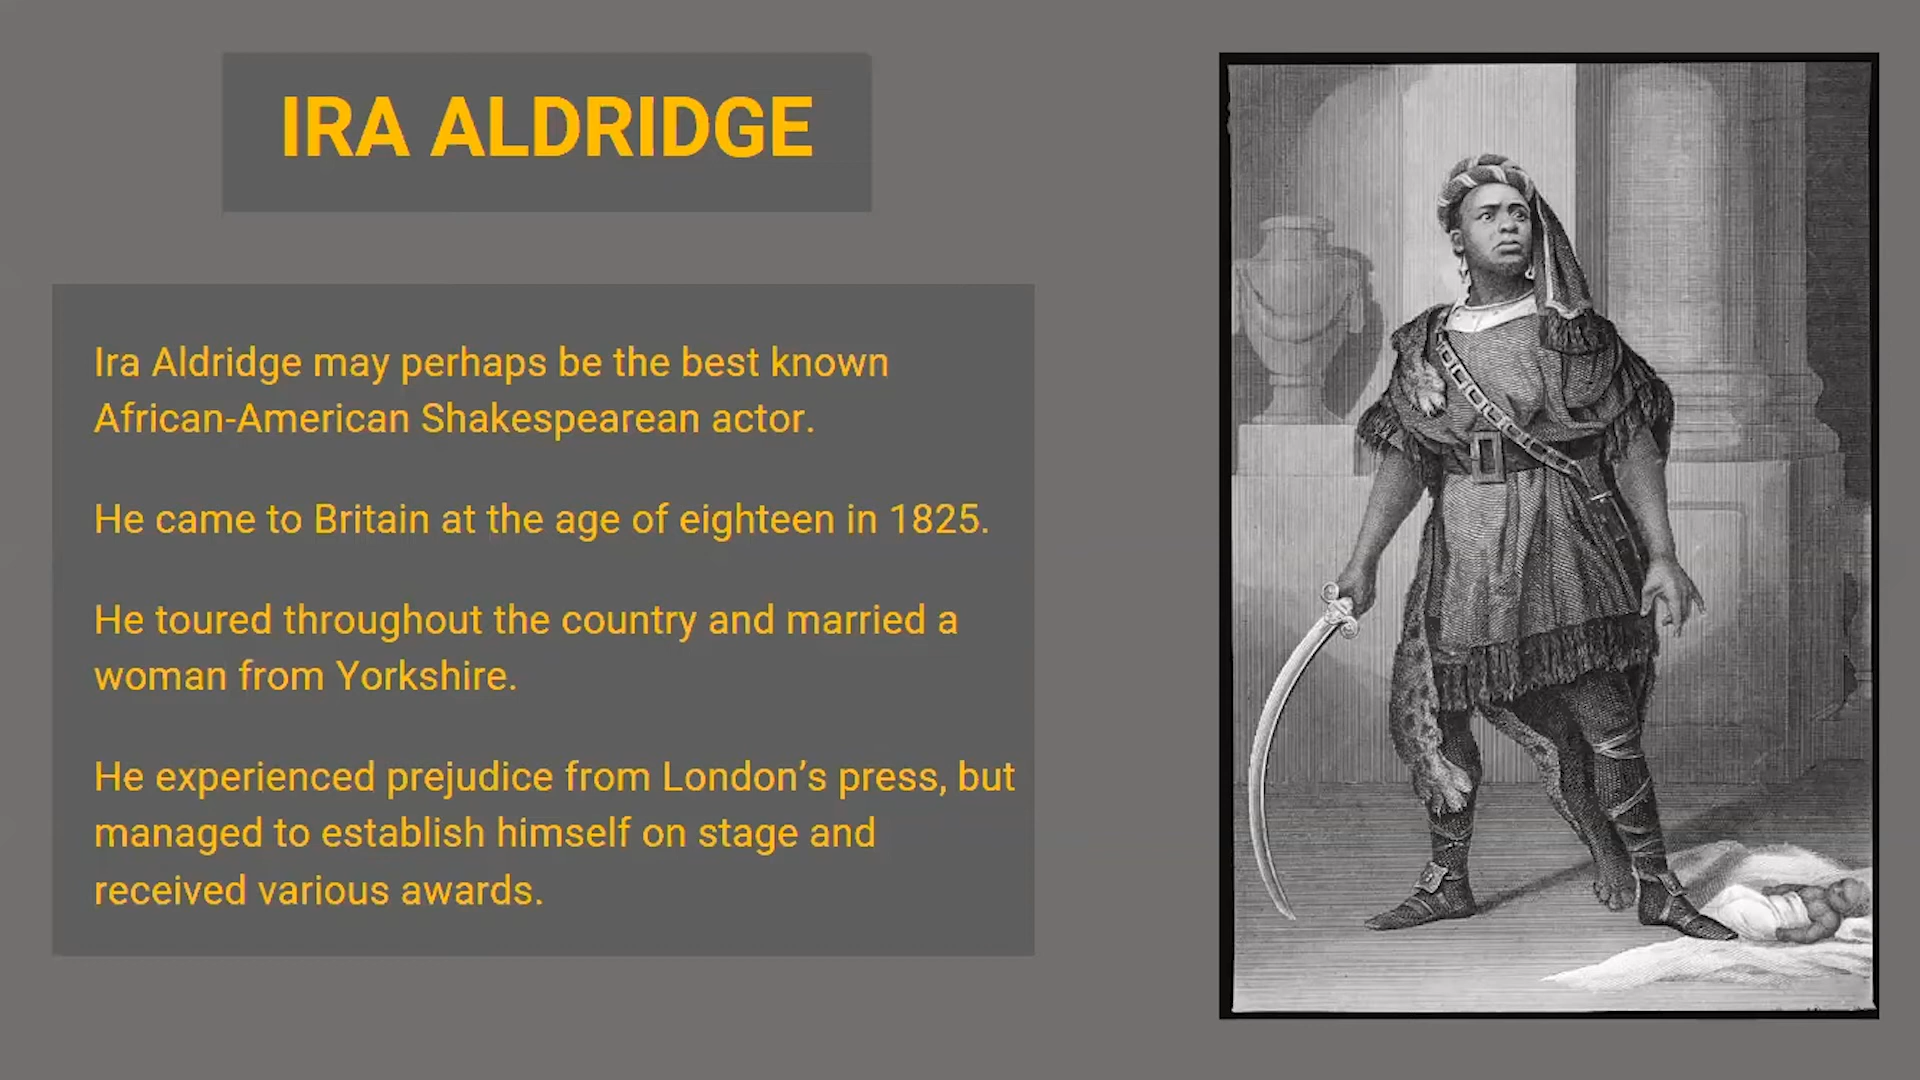 IRA ALDRIDGE
Ira Aldridge may perhaps be the best known
African-American Shakespearean actor.
He came to Britain at the age of eighteen in 1825.
He toured throughout the country and married a
woman from Yorkshire.
He experienced prejudice from London’s press, but
managed to establish himself on stage and
received various awards.